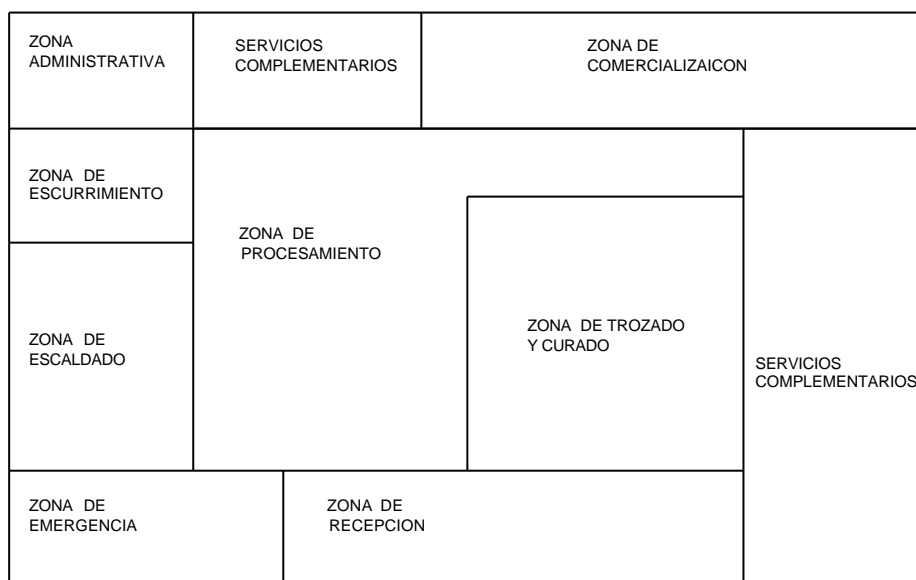 ZONA
ADMINISTRATIVA
SERVICIOS
COMPLEMENTARIOS
ZONA DE
COMERCIALIZAICON
ZONA DE
ESCURRIMIENTO
ZONA DE
PROCESAMIENTO
ZONA DE
ESCALDADO
ZONA DE TROZADO
Y CURADO
SERVICIOS
COMPLEMENTARIOS
ZONA DE
EMERGENCIA
ZONA DE
RECEPCION